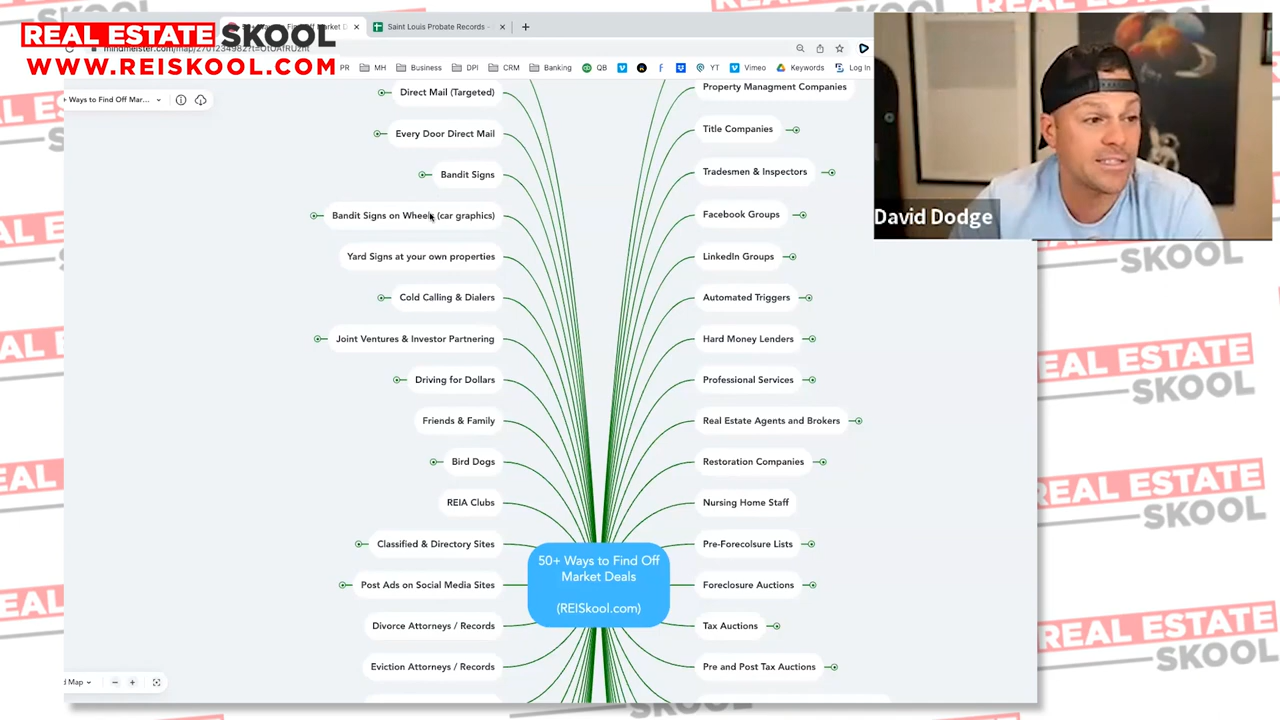 REAL ESTATE SKOOL
WWW.REISKOOL.COM
Saint Louis Probate Records
PR
MH
Business
DPI
CRM
Banking
QB
YT
Vimeo
Keywords
Log In
Ways to Find Off Mar...
Direct Mail (Targeted)
Every Door Direct Mail
Bandit Signs
Bandit Signs on Wheels (car graphics)
Yard Signs at your own properties
Cold Calling & Dialers
Joint Ventures & Investor Partnering
Driving for Dollars
Friends & Family
Bird Dogs
REIA Clubs
Classified & Directory Sites
Post Ads on Social Media Sites
Divorce Attorneys / Records
Eviction Attorneys / Records
50+ Ways to Find Off
Market Deals
(REISkool.com)
Property Managment Companies
Title Companies
Tradesmen & Inspectors
Facebook Groups
LinkedIn Groups
Automated Triggers
Hard Money Lenders
Professional Services
Real Estate Agents and Brokers
Restoration Companies
Nursing Home Staff
Pre-Forecolsure Lists
Foreclosure Auctions
Tax Auctions
Pre and Post Tax Auctions
d Map
David Dodge
REAL ESTATE
SKOOL
REAL ESTATE
SKOOL
REAL ESTATE
SKOOL